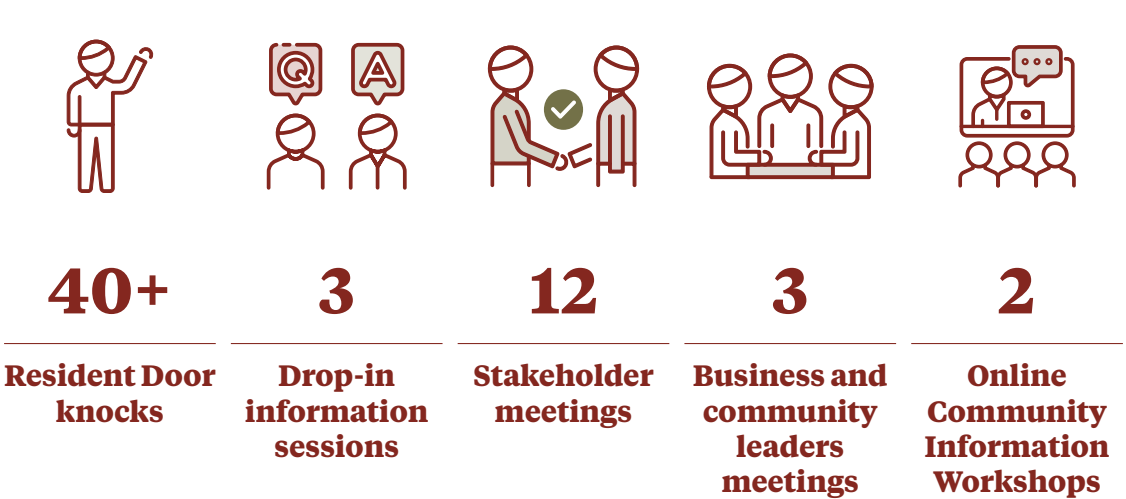 Q A
40+
Resident Door
knocks
3
Drop-in
information
sessions
12
Stakeholder
meetings
3
Business and
community
leaders
meetings
2
Online
Community
Information
Workshops